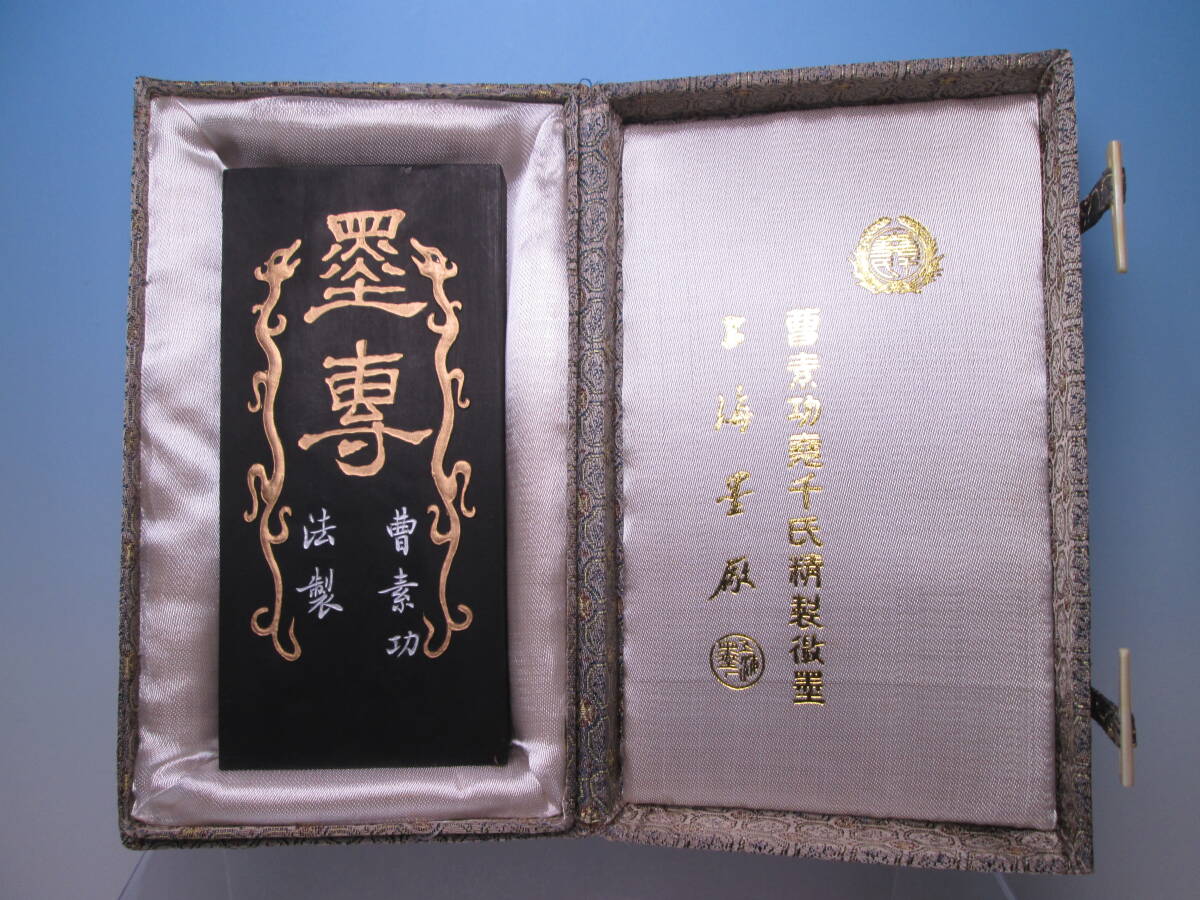 墨專
曹素功
法製
曹素功堯千氏精製徽墨
上海墨厰